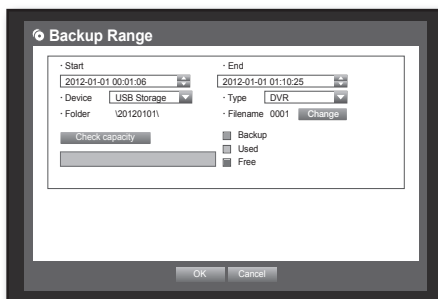 Backup Range
· Start
2012-01-01 00:01:06
· End
2012-01-01 01:10:25
· Device USB Storage
· Type DVR
· Folder \20120101\
· Filename 0001 Change
Check capacity
Backup
Used
Free
OK Cancel